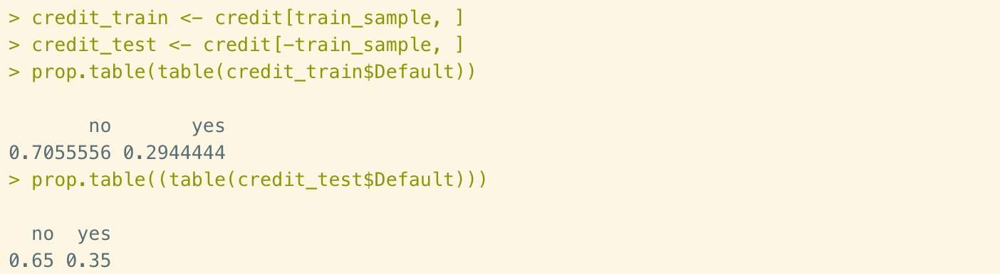 > credit_train <- credit[train_sample, ]
> credit_test <- credit[-train_sample, ]
> prop.table(table(credit_train$Default))
no yes
0.7055556 0.2944444
> prop.table((table(credit_test$Default)))
no yes
0.65 0.35